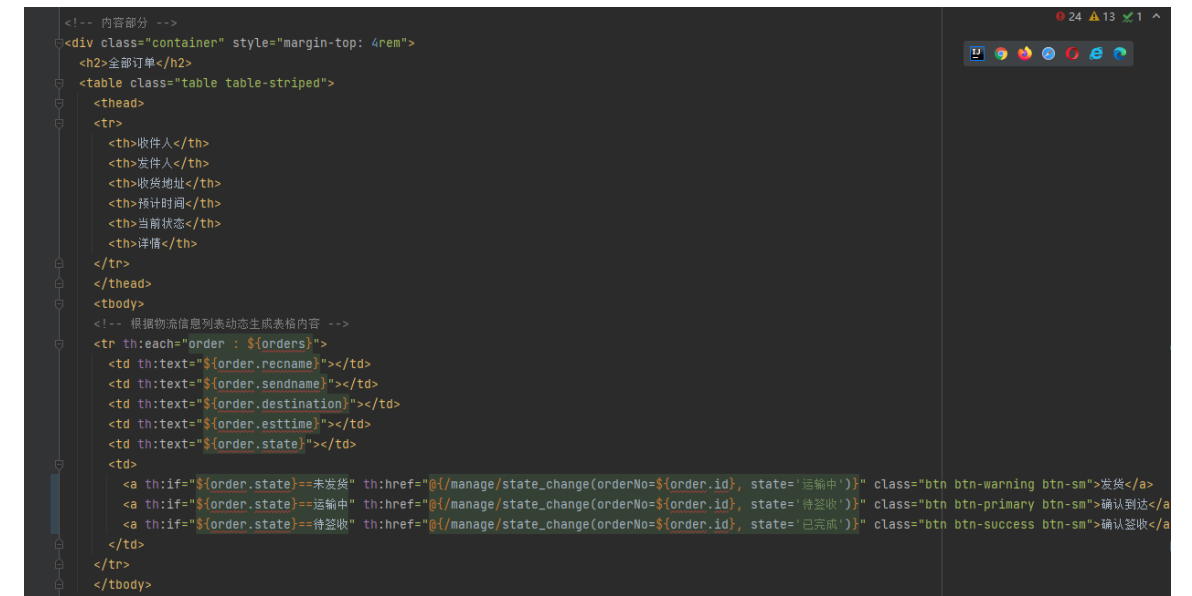 <!-- 内容部分 -->
24 13 1
<div class="container" style="margin-top: 4rem">
<h2>全部订单</h2>
<table class="table table-striped">
<thead>
<tr>
<th>收件人</th>
<th>发件人</th>
<th>收货地址</th>
<th>预计时间</th>
<th>当前状态</th>
<th>详情</th>
</tr>
</thead>
<tbody>
<!-- 根据物流信息列表动态生成表格内容 -->
<tr th:each="order : ${orders}">
<td th:text="${order.recname}"></td>
<td th:text="${order.sendname}"></td>
<td th:text="${order.destination}"></td>
<td th:text="${order.esttime}"></td>
<td th:text="${order.state}"></td>
<td>
<a th:if="${order.state}==未发货" th:href="@{/manage/state_change(orderNo=${order.id}, state='运输中')}" class="btn btn-warning btn-sm">发货</a>
<a th:if="${order.state}==运输中" th:href="@{/manage/state_change(orderNo=${order.id}, state='待签收')}" class="btn btn-primary btn-sm">确认到达</a
<a th:if="${order.state}==待签收" th:href="@{/manage/state_change(orderNo=${order.id}, state='已完成')}" class="btn btn-success btn-sm">确认签收</a
</td>
</tr>
</tbody>